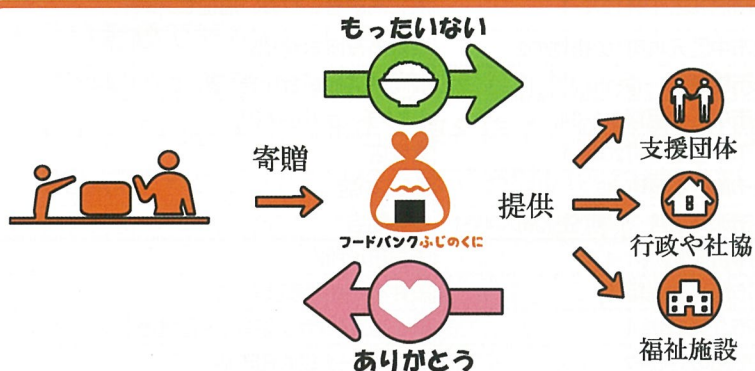 もったいない
寄贈
フードバンクふじのくに
提供
支援団体
行政や社協
福祉施設
ありがとう